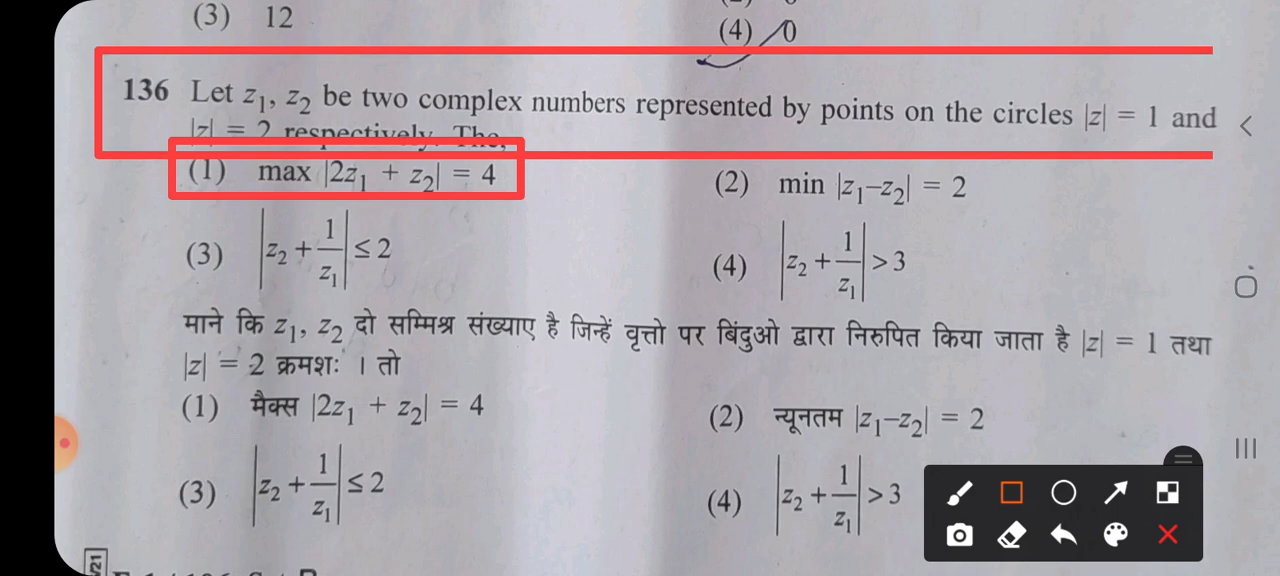 (3) 12
(4) 0
136 Let z₁, z₂ be two complex numbers represented by points on the circles |z| = 1 and
|z| = 2 respectively. The,
(1) max |2z₁ + z₂| = 4
(2) min |z₁–z₂| = 2
(3) |z₂ + 1/z₁| ≤ 2
(4) |z₂ + 1/z₁| > 3
माने कि z₁, z₂ दो सम्मिश्र संख्याए है जिन्हें वृत्तो पर बिंदुओ द्वारा निरुपित किया जाता है |z| = 1 तथा
|z| = 2 क्रमशः । तो
(1) मैक्स |2z₁ + z₂| = 4
(2) न्यूनतम |z₁–z₂| = 2
(3) |z₂ + 1/z₁| ≤ 2
(4) |z₂ + 1/z₁| > 3